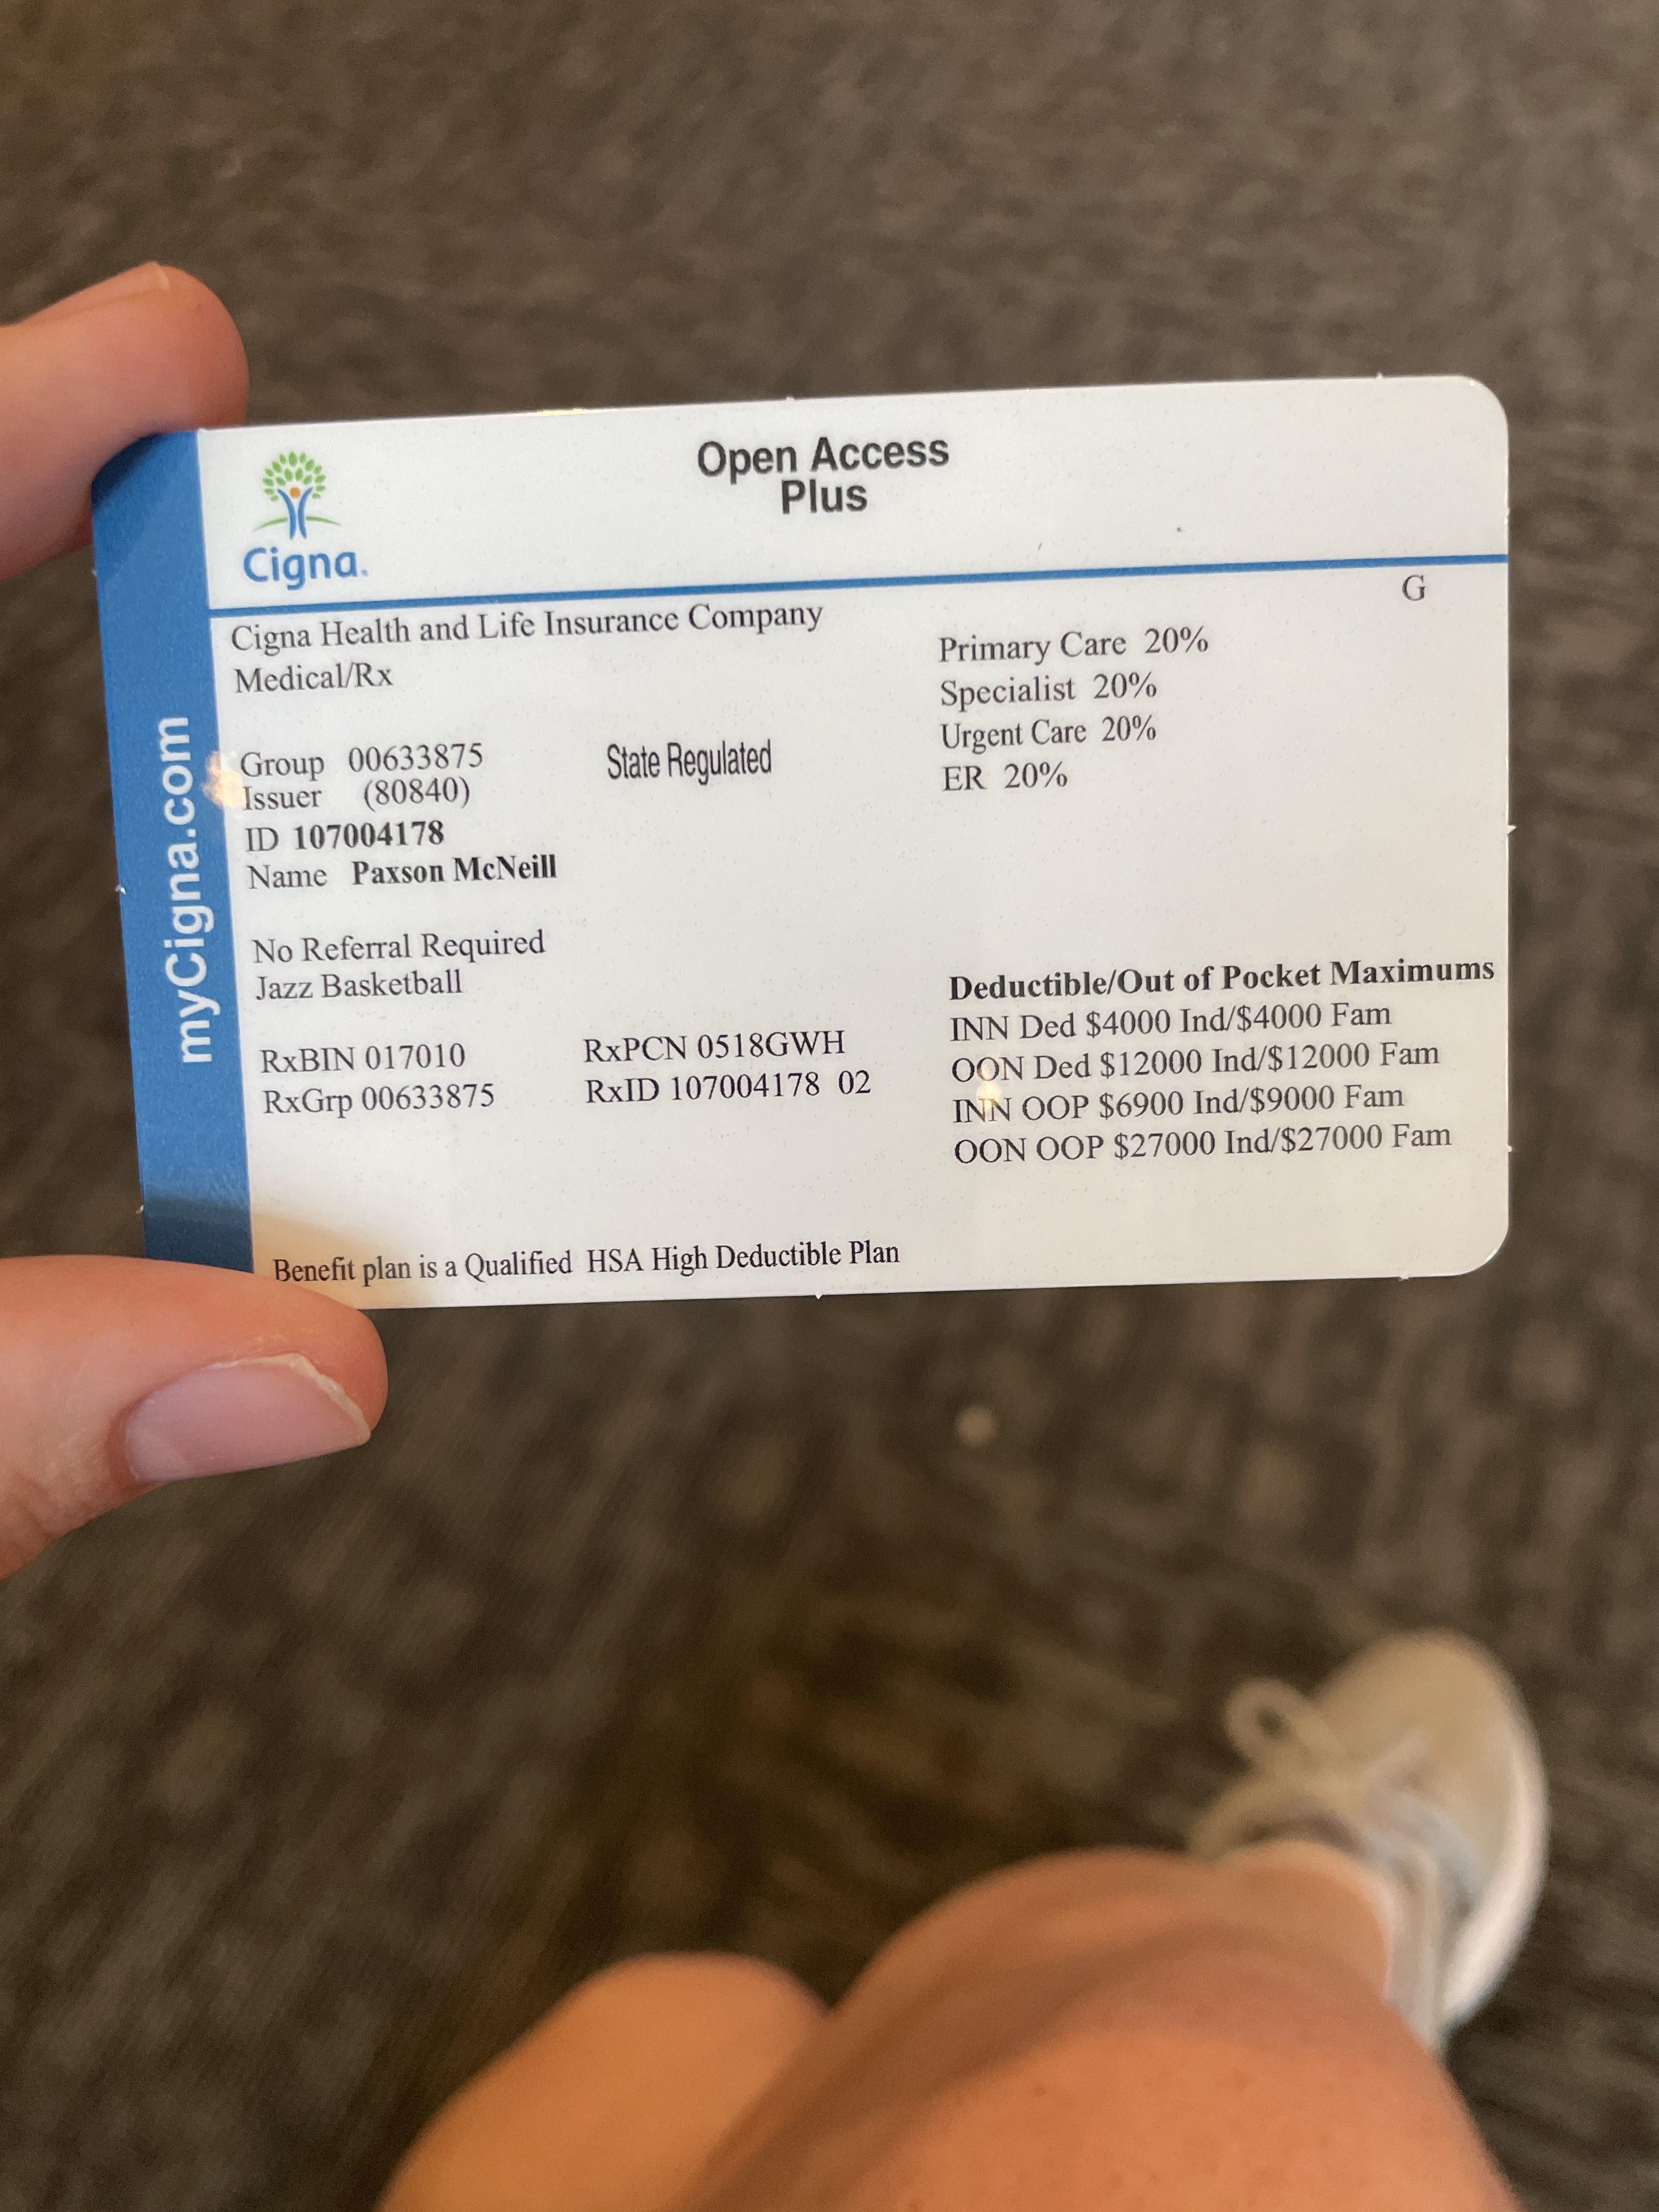 myCigna.com
Cigna.
Open Access
Plus
G
Cigna Health and Life Insurance Company
Medical/Rx
Group 00633875
State Regulated
Issuer (80840)
ID 107004178
Name Paxson McNeill
No Referral Required
Jazz Basketball
RxBIN 017010
RxPCN 0518GWH
RxGrp 00633875
RxID 107004178 02
Primary Care 20%
Specialist 20%
Urgent Care 20%
ER 20%
Deductible/Out of Pocket Maximums
INN Ded $4000 Ind/$4000 Fam
OON Ded $12000 Ind/$12000 Fam
INN OOP $6900 Ind/$9000 Fam
OON OOP $27000 Ind/$27000 Fam
Benefit plan is a Qualified HSA High Deductible Plan